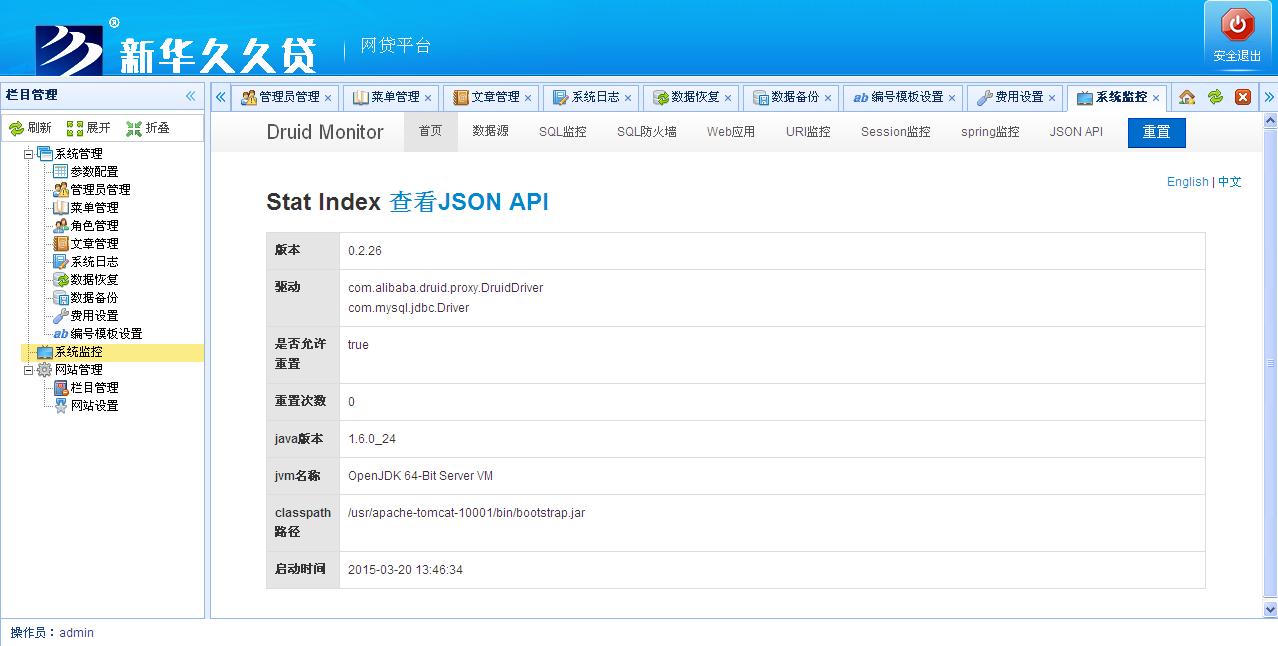 ®
新华久久贷
网贷平台
安全退出
栏目管理
管理员管理
菜单管理
文章管理
系统日志
数据恢复
数据备份
编号模板设置
费用设置
系统监控
刷新 展开 折叠
系统管理
参数配置
管理员管理
菜单管理
角色管理
文章管理
系统日志
数据恢复
数据备份
费用设置
ab 编号模板设置
系统监控
网站管理
栏目管理
网站设置
Druid Monitor 首页 数据源 SQL监控 SQL防火墙 Web应用 URI监控 Session监控 spring监控 JSON API 重置
English | 中文
Stat Index 查看JSON API
版本 0.2.26
驱动 com.alibaba.druid.proxy.DruidDriver
com.mysql.jdbc.Driver
是否允许重置 true
重置次数 0
java版本 1.6.0_24
jvm名称 OpenJDK 64-Bit Server VM
classpath路径 /usr/apache-tomcat-10001/bin/bootstrap.jar
启动时间 2015-03-20 13:46:34
操作员：admin